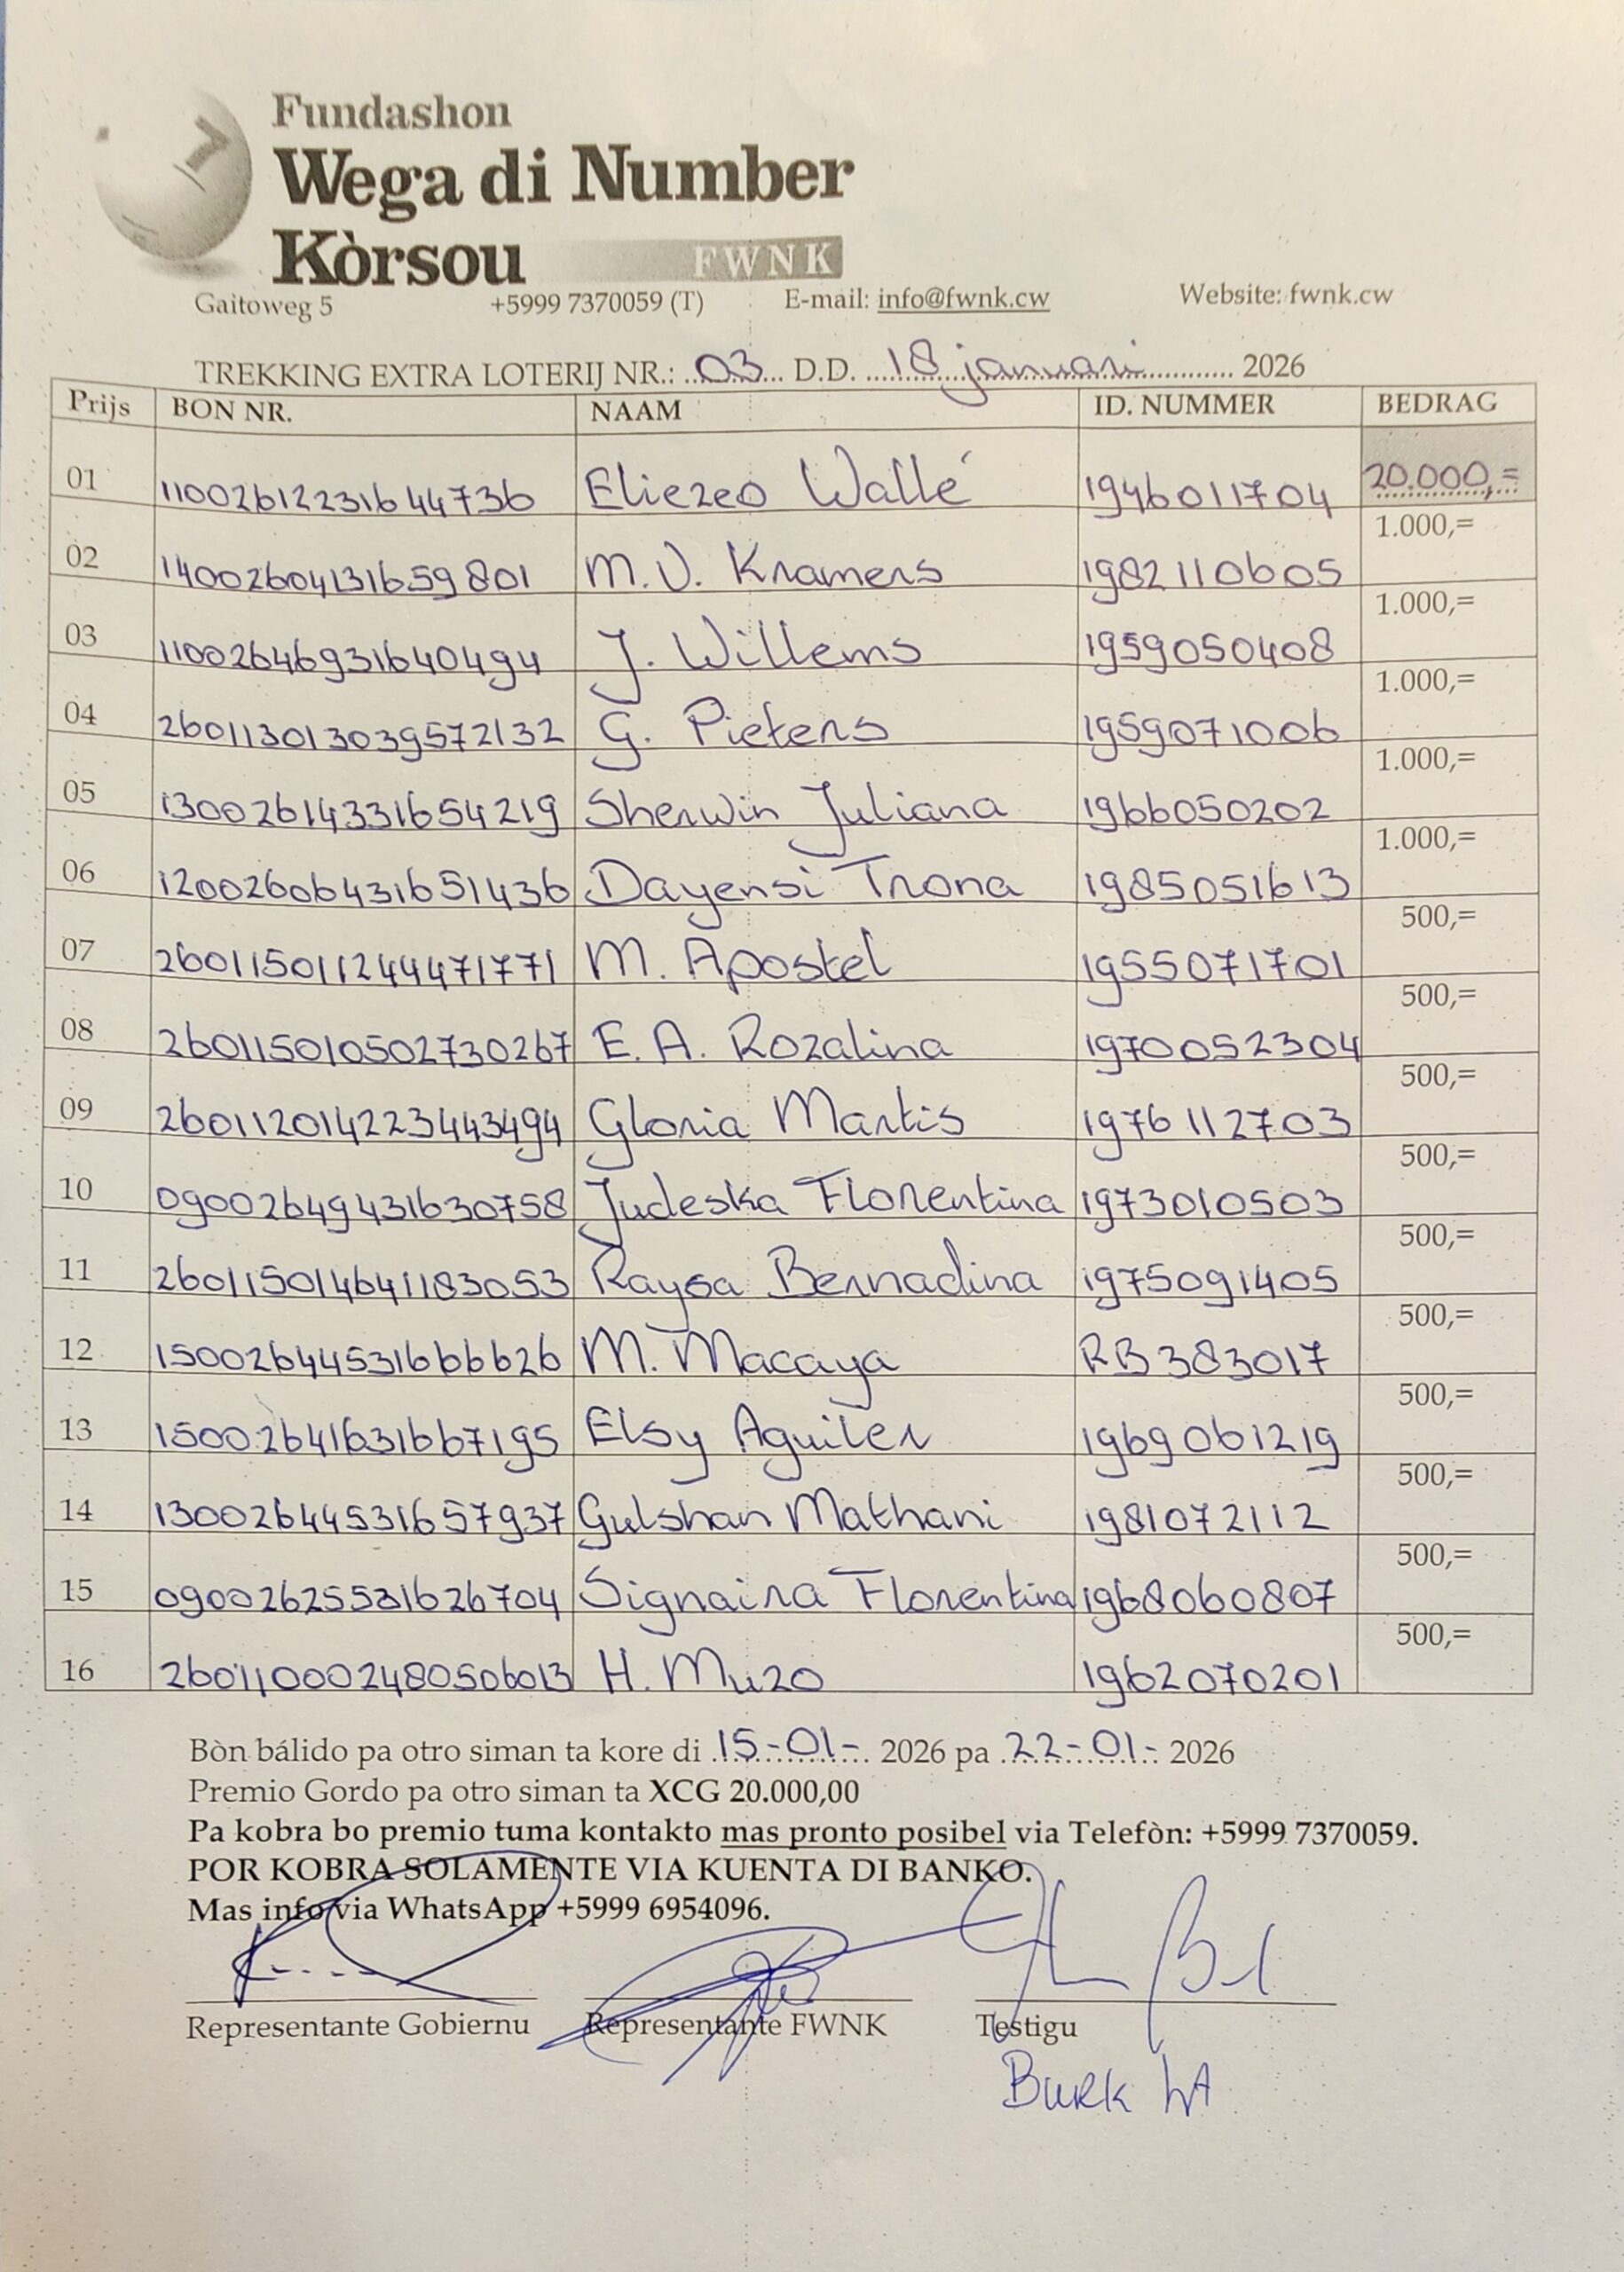 Fundashon
Wega di Number
Kòrsou FWNK
Gaitoweg 5 +5999 7370059 (T) E-mail: info@fwnk.cw Website: fwnk.cw
TREKKING EXTRA LOTERIJ NR.: 03 D.D. 18 januari 2026
Prijs BON NR. NAAM ID. NUMMER BEDRAG
01 110026122316 44736 Eliezeo Wallé 1946011704 20.000,=
02 14002604131659801 M.V. Kramers 1982110605 1.000,=
03 11002646931640494 J. Willems 1959050408 1.000,=
04 260113013039572132 G. Pieters 1959071006 1.000,=
05 13002614331654219 Sherwin Juliana 1966050202 1.000,=
06 12002606431651436 Dayensi Trona 1985051613 1.000,=
07 260115011244471771 M. Apostel 1955071701 500,=
08 260115010502730267 E. A. Rozalina 1970052304 500,=
09 260112014223443494 Gloria Martis 1976112703 500,=
10 09002649431630758 Judeska Florentina 1973010503 500,=
11 2601150146411183053 Raysa Bernadina 1975091405 500,=
12 15002644531666626 M. Macaya RB383017 500,=
13 15002641631667195 Elsy Aguiler 1969061219 500,=
14 13002644531657937 Gulshan Mathani 1981072112 500,=
15 09002625531626704 Signaira Florentina 1968060807 500,=
16 260110002480506013 H. Muzo 1962070201 500,=
Bòn bálido pa otro siman ta kore di 15-01- 2026 pa 22-01- 2026
Premio Gordo pa otro siman ta XCG 20.000,00
Pa kobra bo premio tuma kontakto mas pronto posibel via Telefòn: +5999 7370059.
POR KOBRA SOLAMENTE VIA KUENTA DI BANKO.
Mas info via WhatsApp +5999 6954096.
Representante Gobiernu Representante FWNK Testigu
Burk